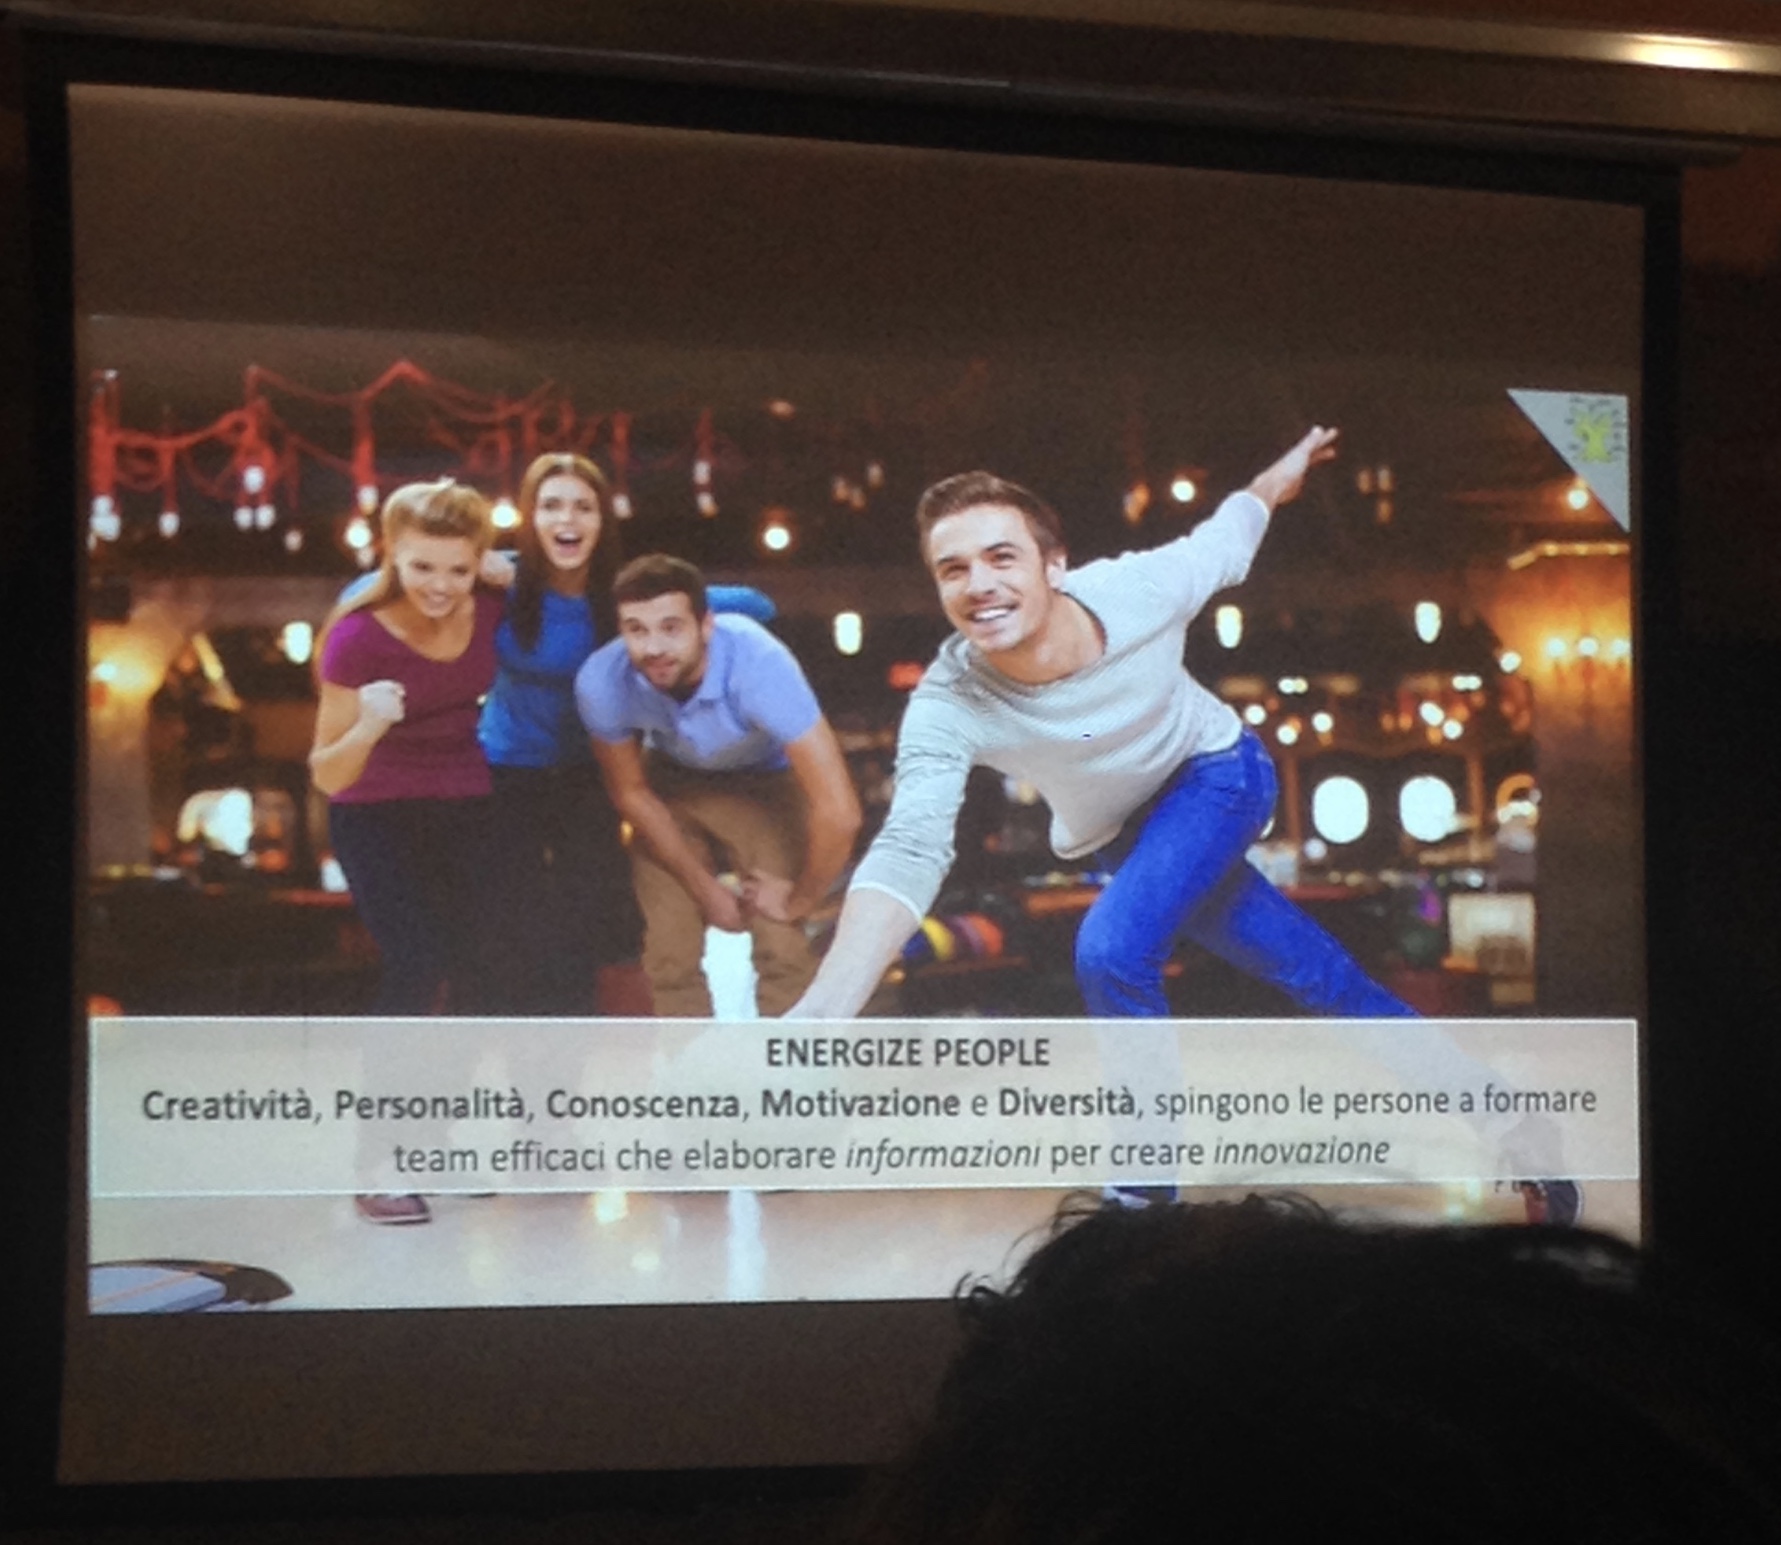 ENERGIZE PEOPLE
Creatività, Personalità, Conoscenza, Motivazione e Diversità, spingono le persone a formare
team efficaci che elaborare informazioni per creare innovazione